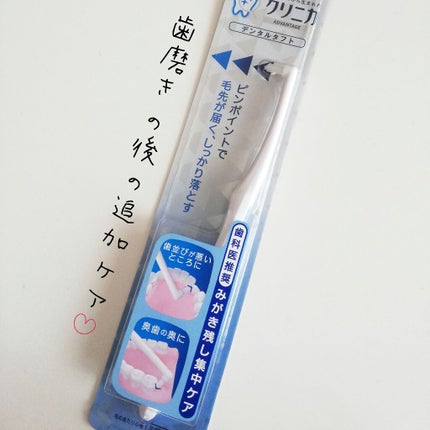 歯磨きの後の追加ケア♡
クリニカ
ADVANTAGE
デンタルタフト
ピンポイントで
毛先が届く、しっかり落とす
歯科医推奨 みがき残し集中ケア
歯並びが悪い
ところに
奥歯の奥に